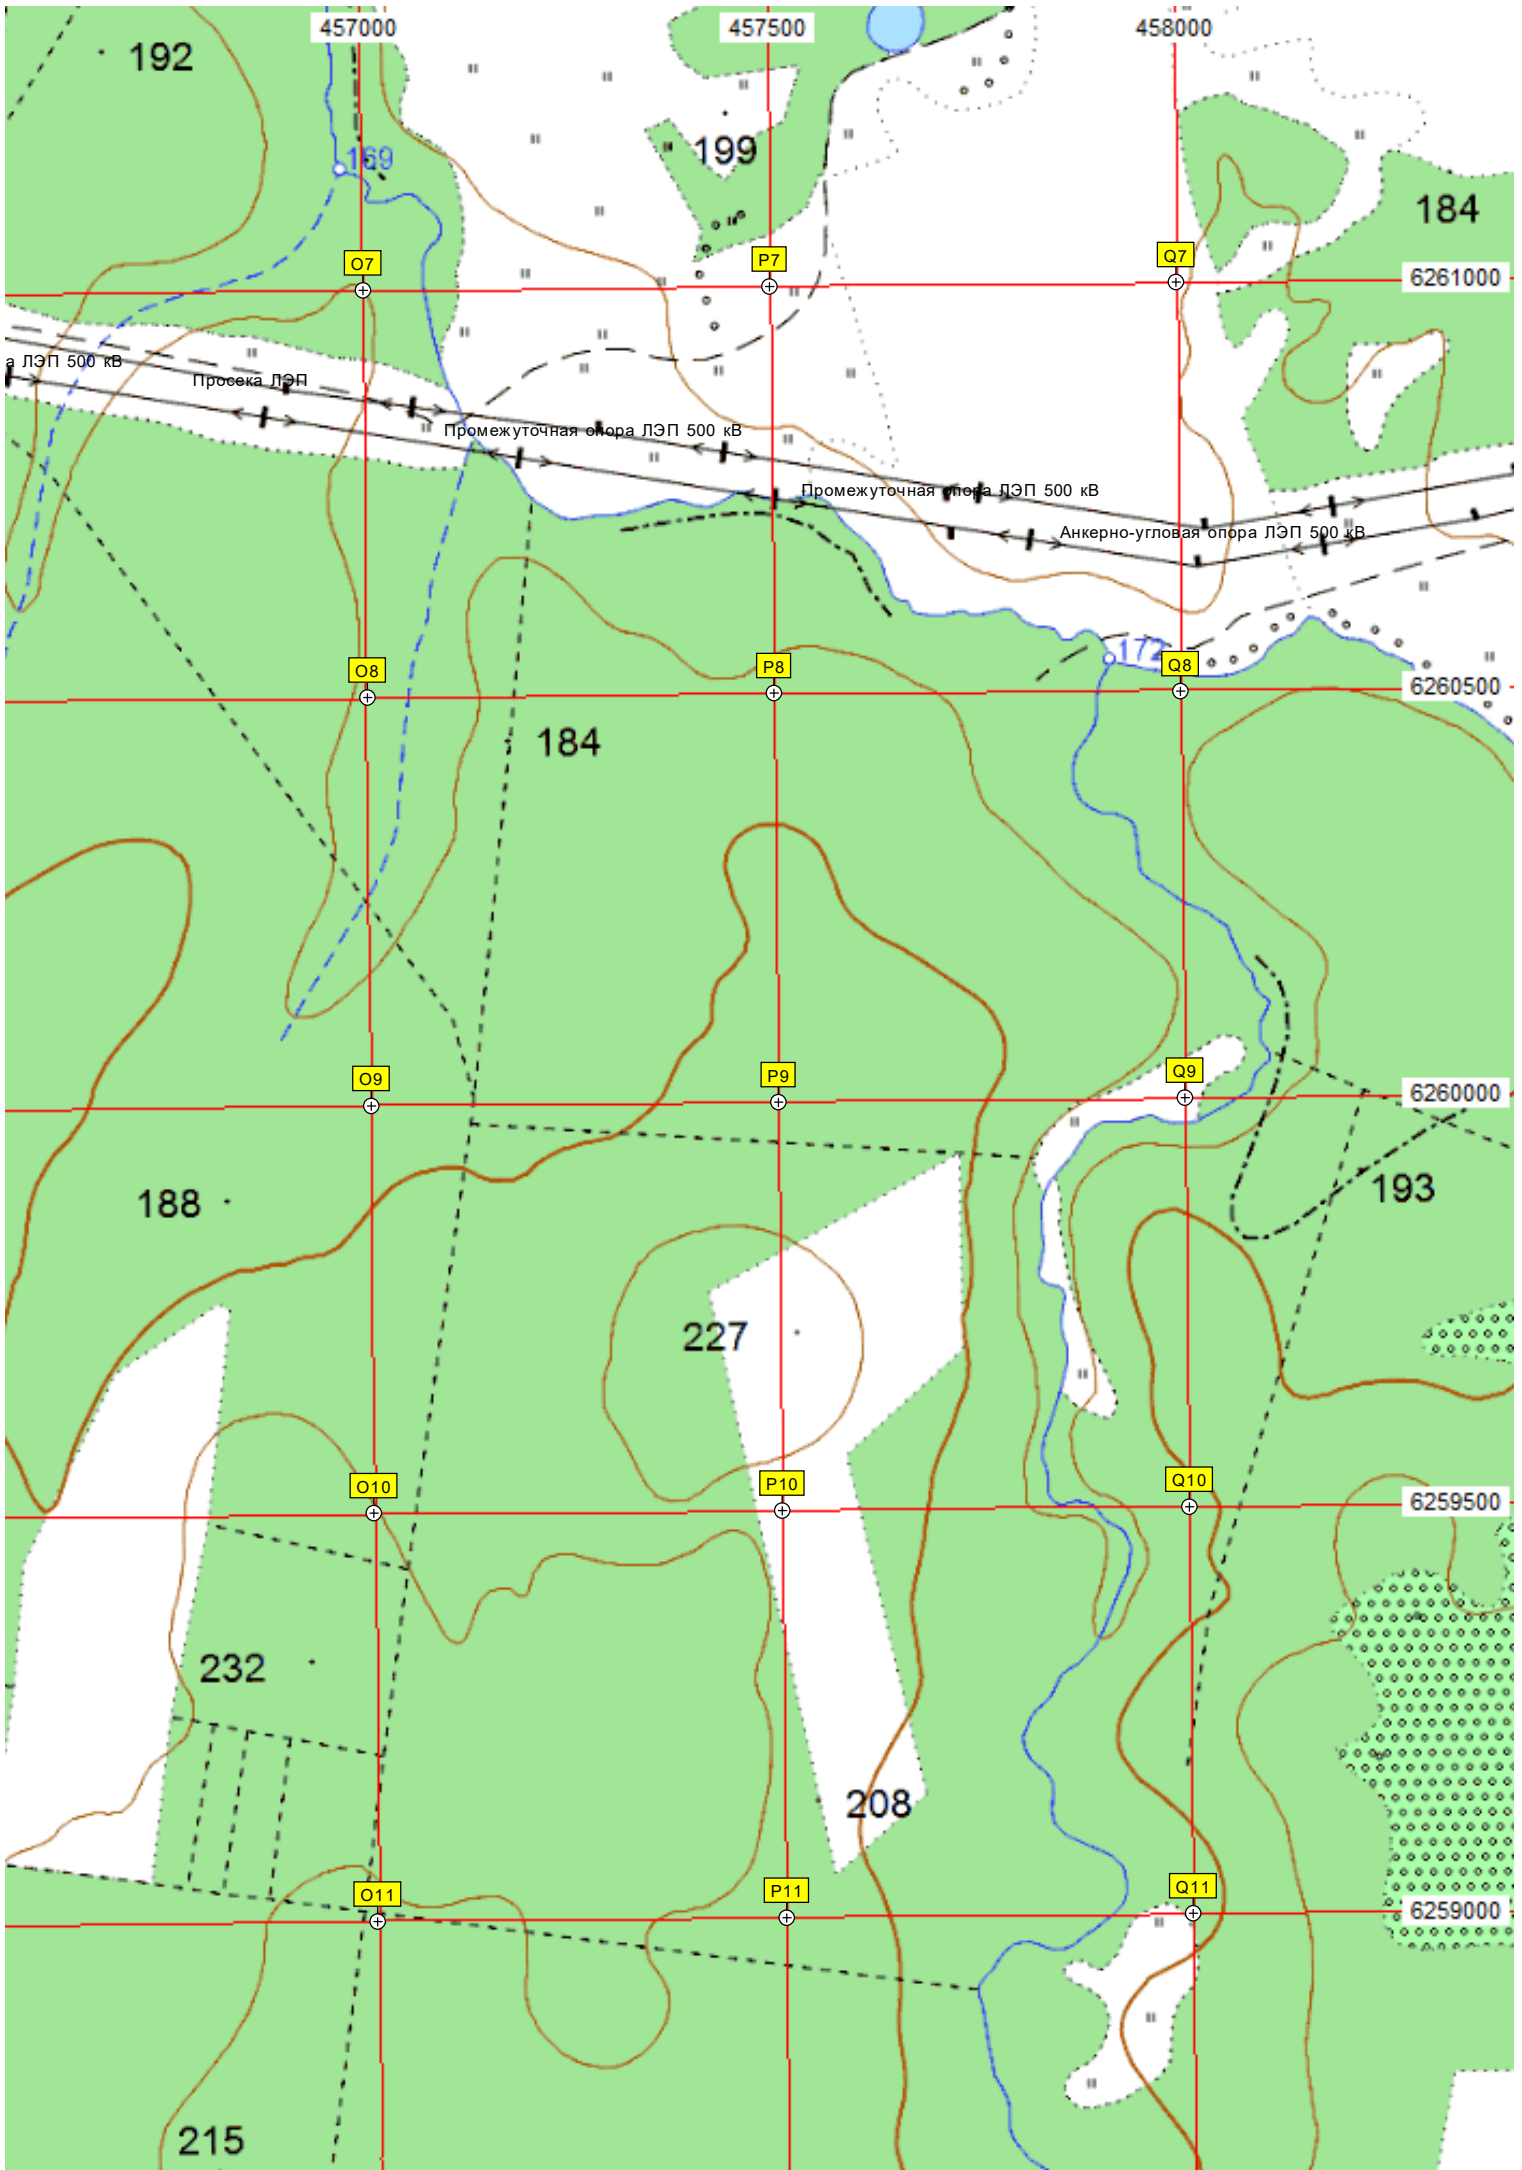 457000 457500 458000
192
169
199
184
O7 P7 Q7
6261000
а ЛЭП 500 кВ
Просека ЛЭП
Промежуточная опора ЛЭП 500 кВ
Промежуточная опора ЛЭП 500 кВ
Анкерно-угловая опора ЛЭП 500 кВ
172
O8 P8 Q8
6260500
184
O9 P9 Q9
6260000
188
193
227
O10 P10 Q10
6259500
232
208
O11 P11 Q11
6259000
215